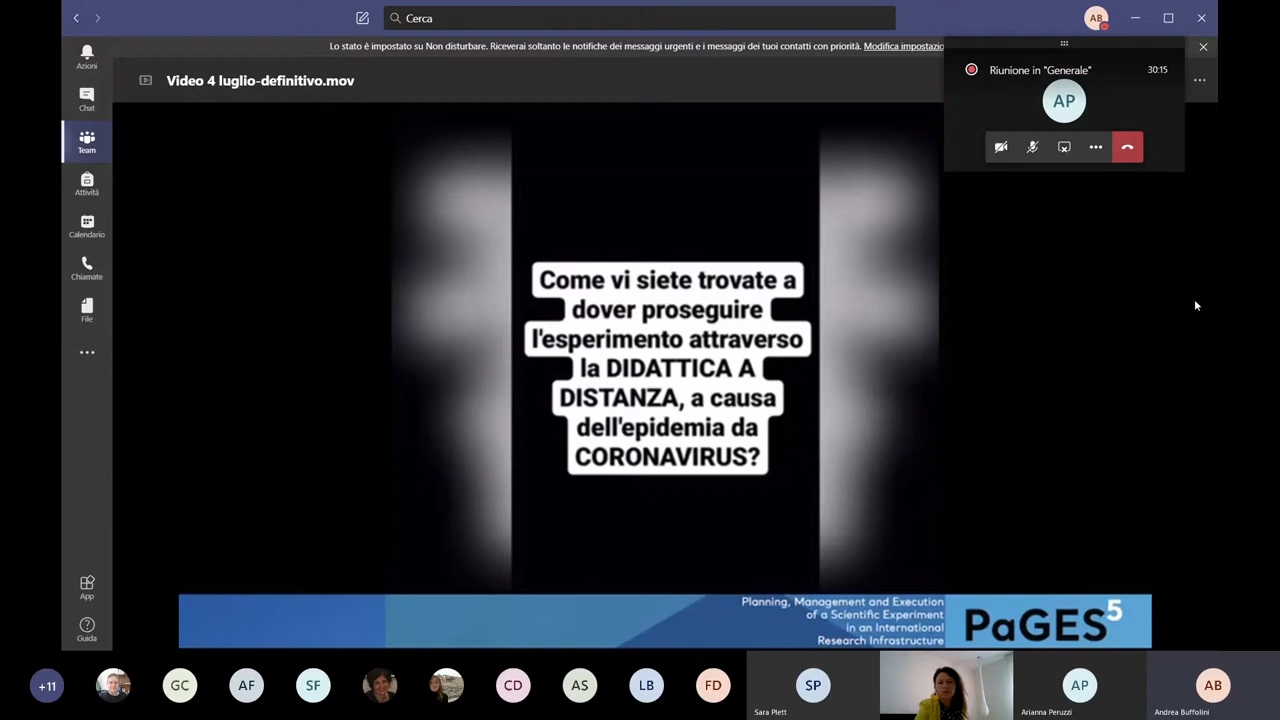 Cerca
AB
Lo stato è impostato su Non disturbare. Riceverai soltanto le notifiche dei messaggi urgenti e i messaggi dei tuoi contatti con priorità. Modifica impostazio
Azioni
Chat
Team
Attività
Calendario
Chiamate
File
App
Guida
Video 4 luglio-definitivo.mov
Riunione in "Generale"
30:15
AP
Come vi siete trovate a
dover proseguire
l'esperimento attraverso
la DIDATTICA A
DISTANZA, a causa
dell'epidemia da
CORONAVIRUS?
Planning, Management and Execution
of a Scientific Experiment
in an International
Research Infrastructure
PaGES5
+11
GC
AF
SF
CD
AS
LB
FD
SP
Sara Plett
AP
Arianna Peruzzi
AB
Andrea Buffolini